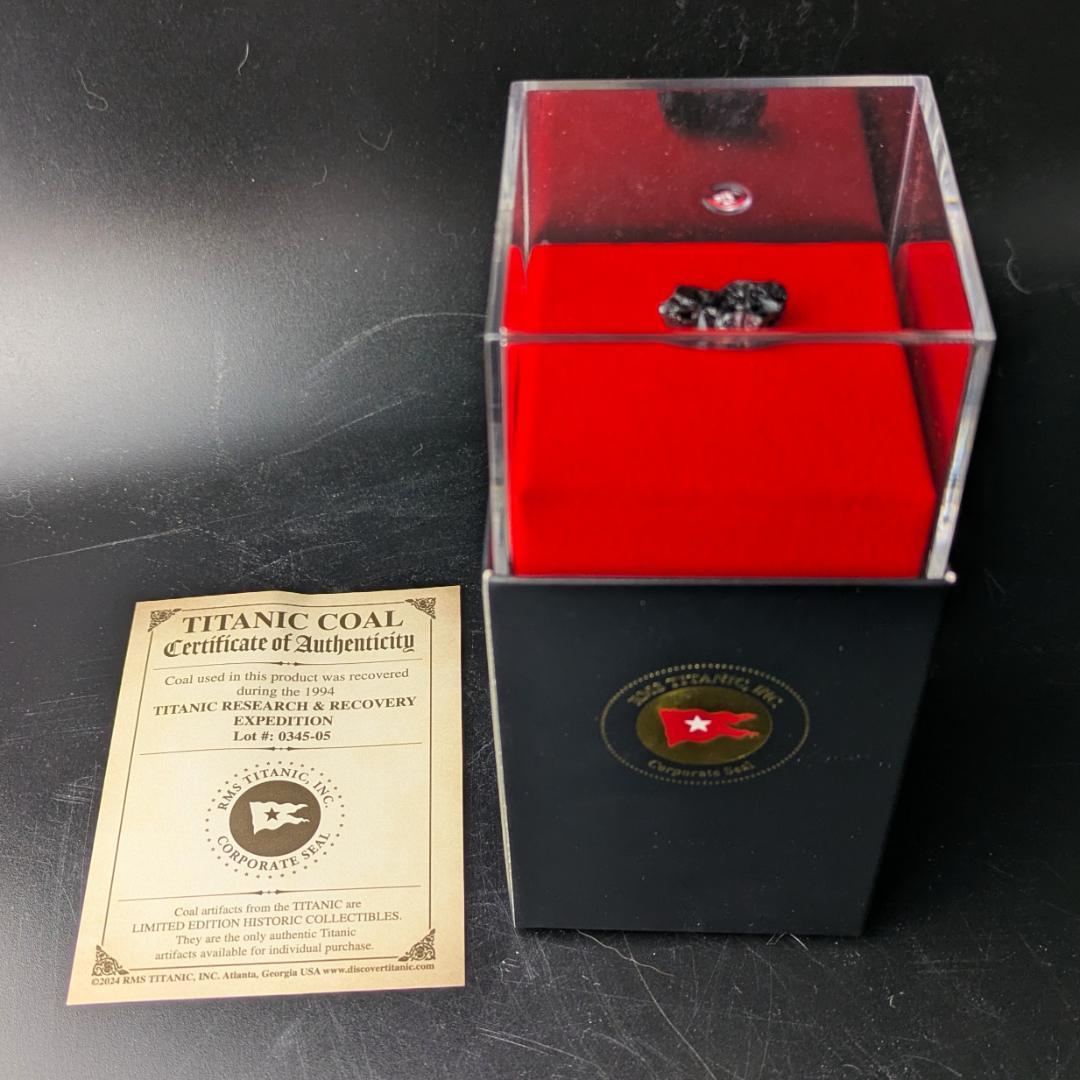 TITANIC COAL
Certificate of Authenticity
Coal used in this product was recovered
during the 1994
TITANIC RESEARCH & RECOVERY
EXPEDITION
Lot #: 0345-05
RMS TITANIC, INC.
CORPORATE SEAL
Coal artifacts from the TITANIC are
LIMITED EDITION HISTORIC COLLECTIBLES.
They are the only authentic Titanic
artifacts available for individual purchase.
©2024 RMS TITANIC, INC. Atlanta, Georgia USA www.discovertitanic.com
RMS TITANIC, INC
Corporate Seal